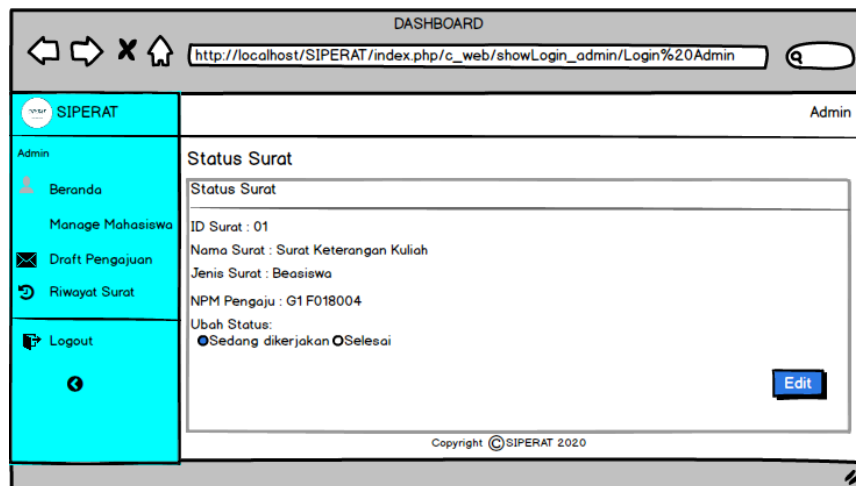 DASHBOARD
http://localhost/SIPERAT/index.php/c_web/showLogin_admin/Login%20Admin
SIPERAT
Admin
Admin
Beranda
Manage Mahasiswa
Draft Pengajuan
Riwayat Surat
Logout
Status Surat
Status Surat
ID Surat : 01
Nama Surat : Surat Keterangan Kuliah
Jenis Surat : Beasiswa
NPM Pengaju : G1F018004
Ubah Status:
Sedang dikerjakan Selesai
Edit
Copyright ©SIPERAT 2020